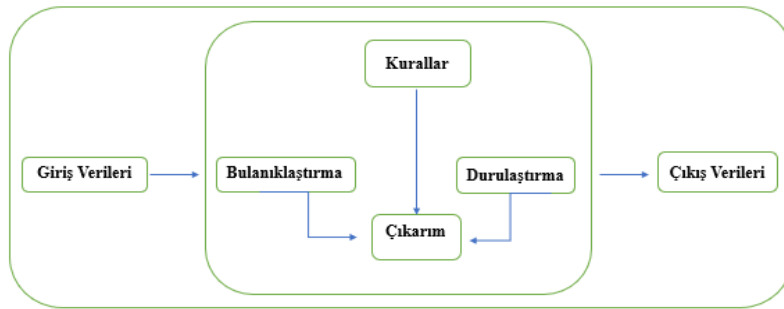 Kurallar
Giriş Verileri
Bulanıklaştırma
Durulaştırma
Çıkış Verileri
Çıkarım